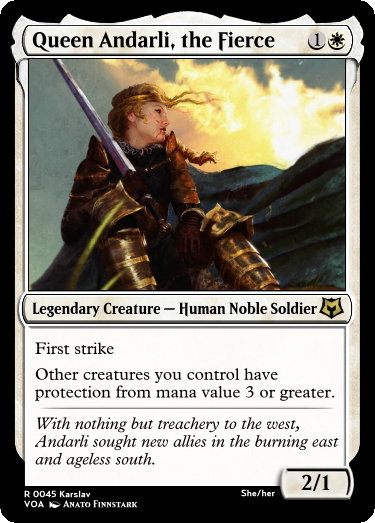 Queen Andarli, the Fierce 1
Legendary Creature — Human Noble Soldier
First strike
Other creatures you control have
protection from mana value 3 or greater.
With nothing but treachery to the west,
Andarli sought new allies in the burning east
and ageless south.
2/1
R 0045 Karslav She/her
VOA Anato Finnstark